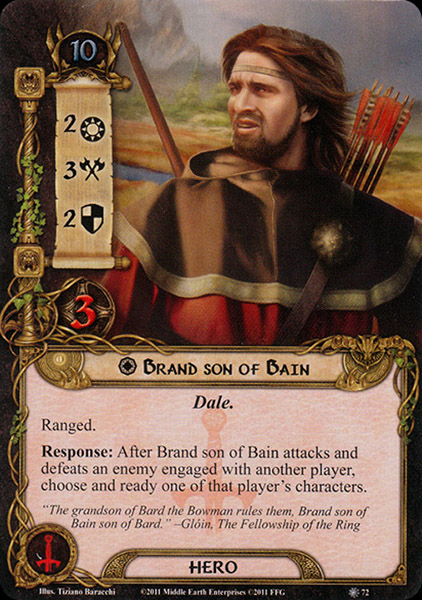 10
2
3
2
3
Brand son of Bain
Dale.
Ranged.
Response: After Brand son of Bain attacks and
defeats an enemy engaged with another player,
choose and ready one of that player's characters.
"The grandson of Bard the Bowman rules them, Brand son of
Bain son of Bard." –Glóin, The Fellowship of the Ring
HERO
Illus. Tiziano Baracchi ©2011 Middle Earth Enterprises ©2011 FFG 72